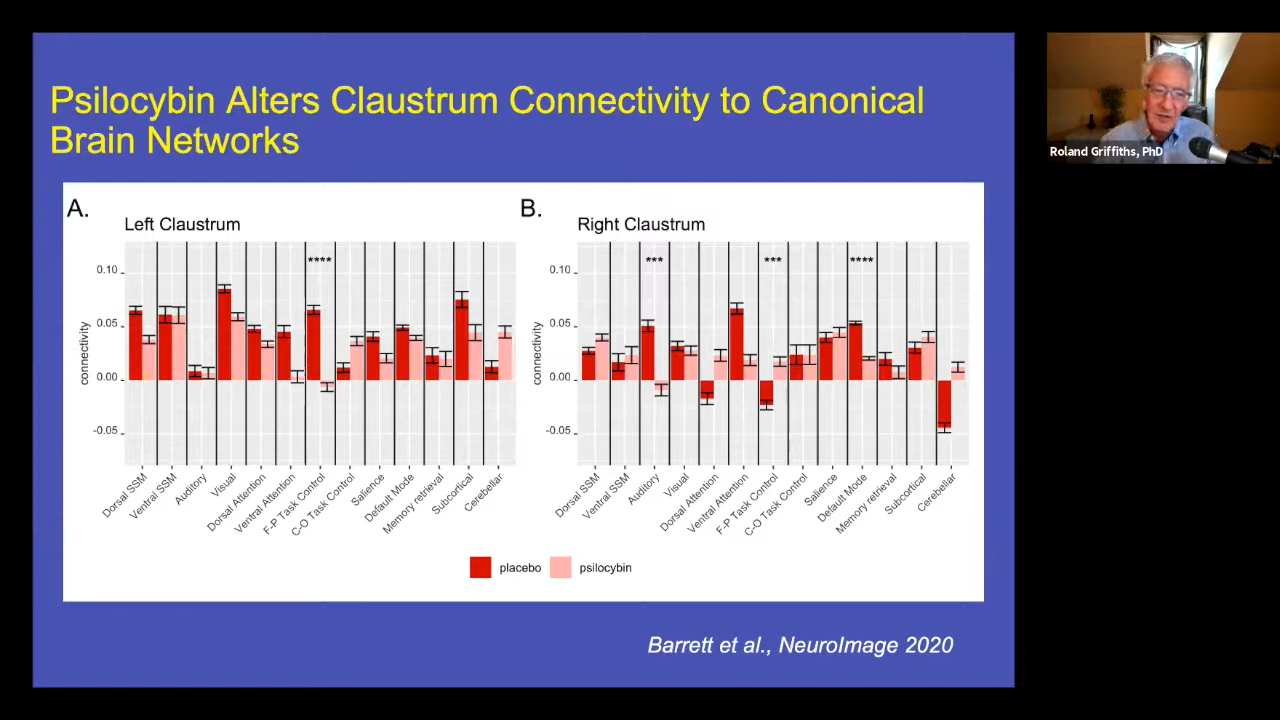 Psilocybin Alters Claustrum Connectivity to Canonical
Brain Networks
Roland Griffiths, PhD
A.
Left Claustrum
connectivity
0.10
0.05
0.00
-0.05
****
Dorsal SSM
Ventral SSM
Auditory
Visual
Dorsal Attention
Ventral Attention
F-P Task Control
C-O Task Control
Salience
Default Mode
Memory retrieval
Subcortical
Cerebellar
B.
Right Claustrum
connectivity
0.10
0.05
0.00
-0.05
***
***
****
Dorsal SSM
Ventral SSM
Auditory
Visual
Dorsal Attention
Ventral Attention
F-P Task Control
C-O Task Control
Salience
Default Mode
Memory retrieval
Subcortical
Cerebellar
placebo
psilocybin
Barrett et al., NeuroImage 2020